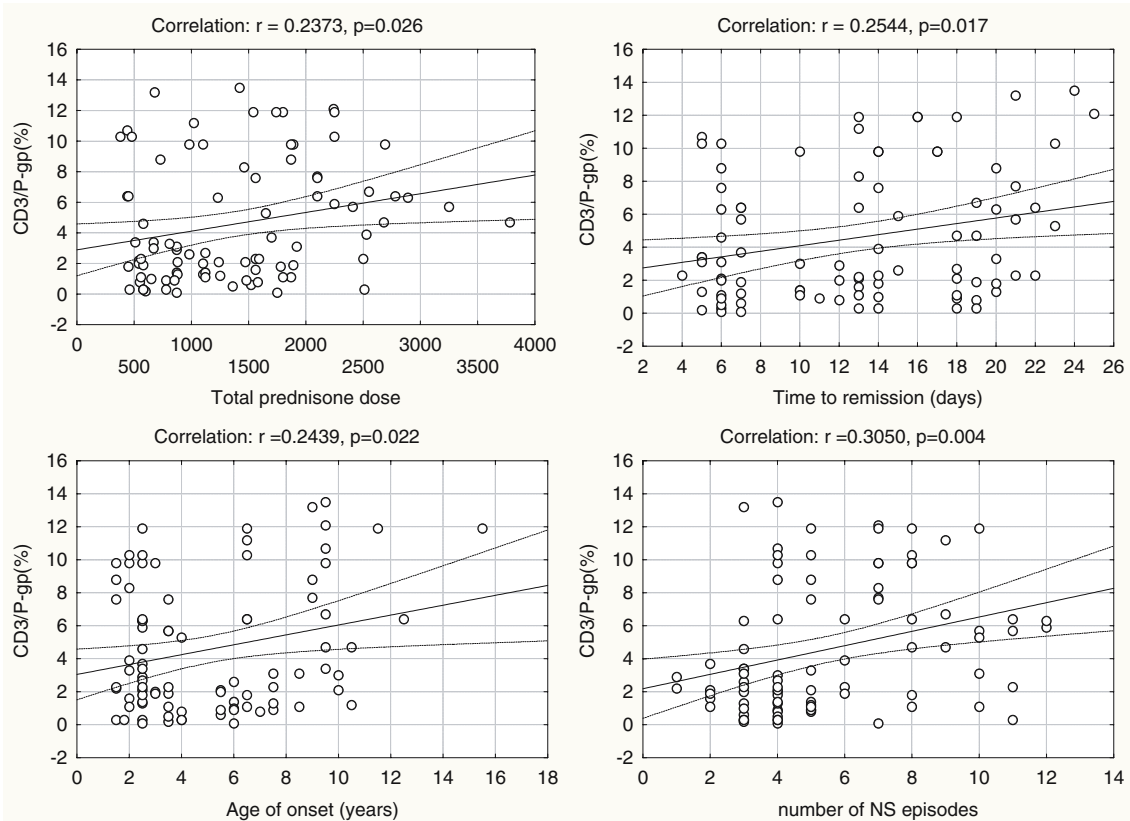 Correlation: r = 0.2373, p=0.026
16
14
12
10
8
6
4
2
0
-2
CD3/P-gp(%)
0 1000 2000 3000 4000
500 1500 2500 3500
Total prednisone dose
Correlation: r = 0.2544, p=0.017
16
14
12
10
8
6
4
2
0
-2
CD3/P-gp(%)
2 4 6 8 10 12 14 16 18 20 22 24 26
Time to remission (days)
Correlation: r =0.2439, p=0.022
16
14
12
10
8
6
4
2
0
-2
CD3/P-gp(%)
0 2 4 6 8 10 12 14 16 18
Age of onset (years)
Correlation: r =0.3050, p=0.004
16
14
12
10
8
6
4
2
0
-2
CD3/P-gp(%)
0 2 4 6 8 10 12 14
number of NS episodes